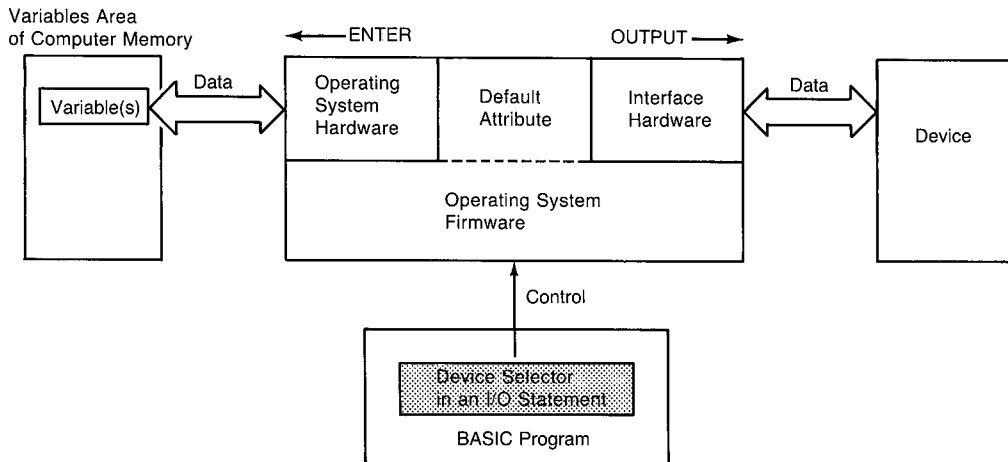 Variables Area
of Computer Memory
ENTER
OUTPUT
Variable(s)
Data
Operating
System
Hardware
Default
Attribute
Interface
Hardware
Data
Device
Operating System
Firmware
Control
Device Selector
in an I/O Statement
BASIC Program